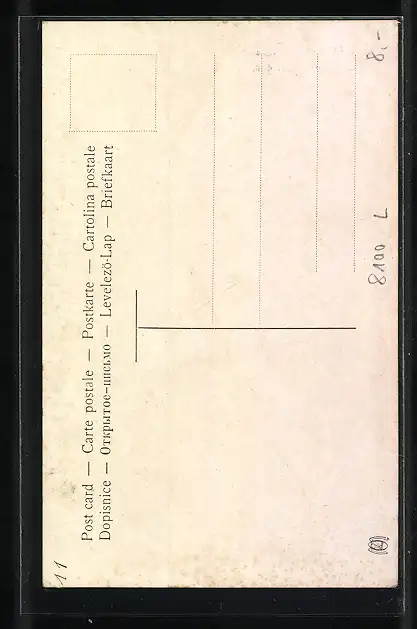 Post card — Carte postale — Postkarte — Cartolina postale
Dopisnice — Открытое-письмо — Levelező-Lap — Briefkaart
8,-
8100 L
11